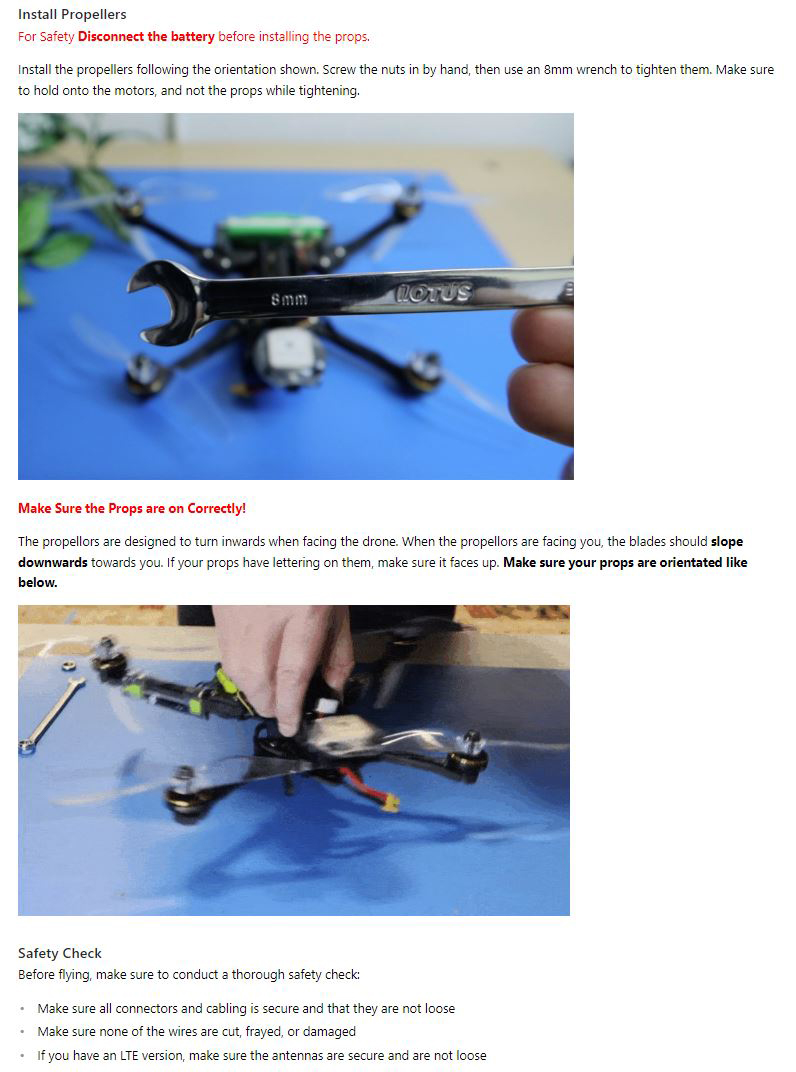 Install Propellers
For Safety Disconnect the battery before installing the props.
Install the propellers following the orientation shown. Screw the nuts in by hand, then use an 8mm wrench to tighten them. Make sure
to hold onto the motors, and not the props while tightening.
8mm LOTUS
Make Sure the Props are on Correctly!
The propellors are designed to turn inwards when facing the drone. When the propellors are facing you, the blades should slope
downwards towards you. If your props have lettering on them, make sure it faces up. Make sure your props are orientated like
below.
Safety Check
Before flying, make sure to conduct a thorough safety check:
• Make sure all connectors and cabling is secure and that they are not loose
• Make sure none of the wires are cut, frayed, or damaged
• If you have an LTE version, make sure the antennas are secure and are not loose